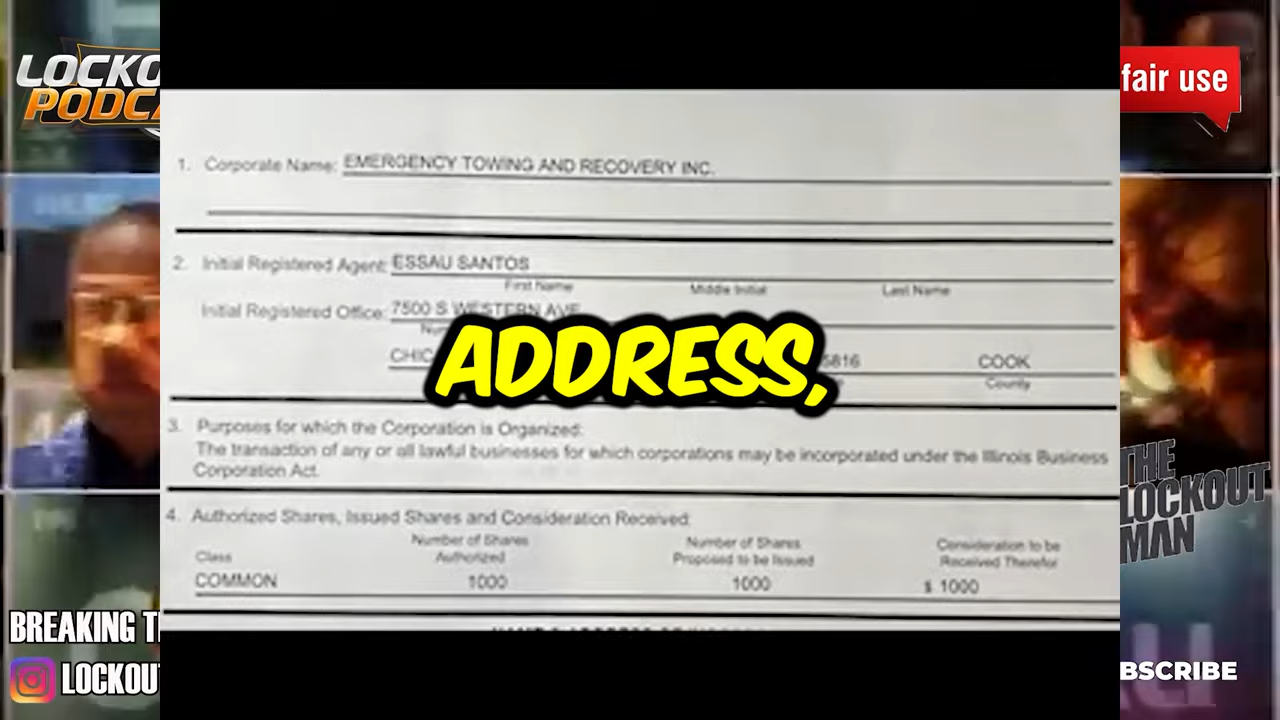 LOCKO
PODCA
fair use
1. Corporate Name: EMERGENCY TOWING AND RECOVERY INC.
2. Initial Registered Agent: ESSAU SANTOS
First Name Middle Initial Last Name
Initial Registered Office: 7500 S WESTERN AVE
Nu
CHIC 5816 COOK
County
ADDRESS,
3. Purposes for which the Corporation is Organized:
The transaction of any or all lawful businesses for which corporations may be incorporated under the Illinois Business
Corporation Act.
4. Authorized Shares, Issued Shares and Consideration Received:
Number of Shares Number of Shares Consideration to be
Class Authorized Proposed to be Issued Received Therefor
COMMON 1000 1000 $ 1000
THE
LOCKOUT
MAN
BREAKING T
LOCKOU
BSCRIBE